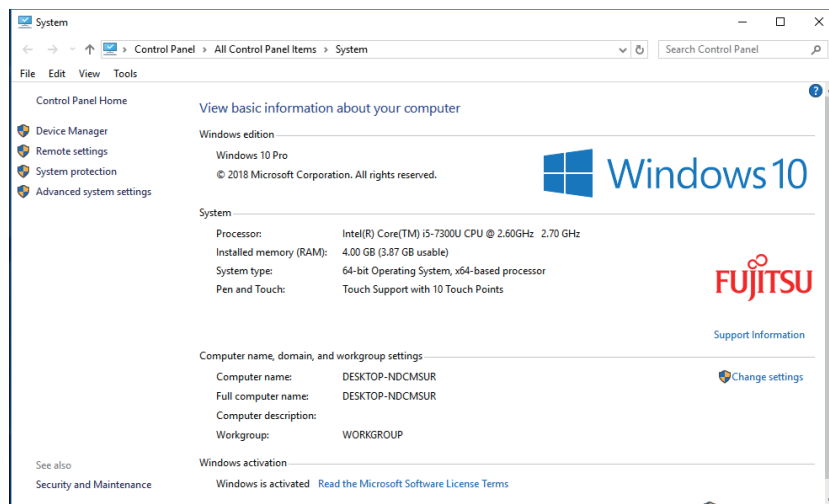 System
Control Panel > All Control Panel Items > System
Search Control Panel
File Edit View Tools
Control Panel Home
Device Manager
Remote settings
System protection
Advanced system settings
See also
Security and Maintenance
View basic information about your computer
Windows edition
Windows 10 Pro
© 2018 Microsoft Corporation. All rights reserved.
Windows 10
System
Processor: Intel(R) Core(TM) i5-7300U CPU @ 2.60GHz 2.70 GHz
Installed memory (RAM): 4.00 GB (3.87 GB usable)
System type: 64-bit Operating System, x64-based processor
Pen and Touch: Touch Support with 10 Touch Points
FUJITSU
Support Information
Computer name, domain, and workgroup settings
Computer name: DESKTOP-NDCMSUR
Change settings
Full computer name: DESKTOP-NDCMSUR
Computer description:
Workgroup: WORKGROUP
Windows activation
Windows is activated Read the Microsoft Software License Terms